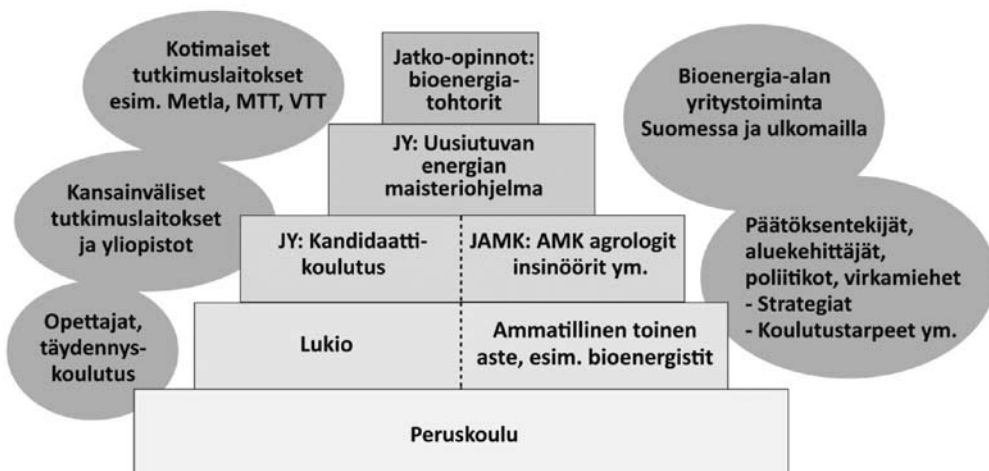 Kotimaiset
tutkimuslaitokset
esim. Metla, MTT, VTT
Kansainväliset
tutkimuslaitokset
ja yliopistot
Opettajat,
täydennys-
koulutus
Jatko-opinnot:
bioenergia-
tohtorit
JY: Uusiutuvan
energian
maisteriohjelma
JY: Kandidaatti-
koulutus
JAMK: AMK agrologit
insinöörit ym.
Lukio
Ammatillinen toinen
aste, esim. bioenergistit
Peruskoulu
Bioenergia-alan
yritystoiminta
Suomessa ja ulkomailla
Päätöksentekijät,
aluekehittäjät,
poliitikot, virkamiehet
- Strategiat
- Koulutustarpeet ym.